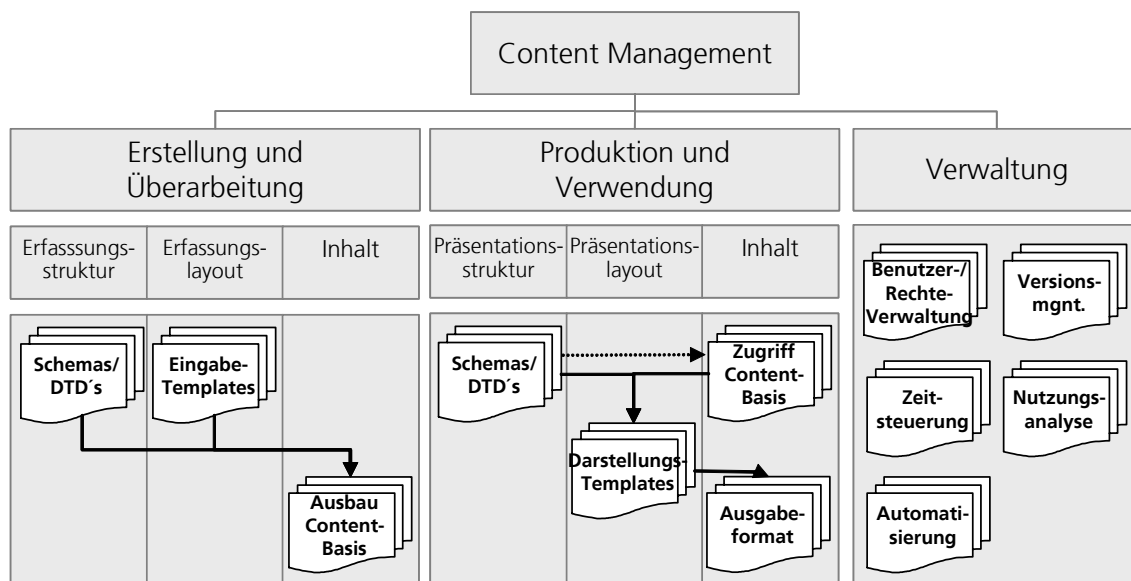 Content Management
Erstellung und
Überarbeitung
Produktion und
Verwendung
Verwaltung
Erfasssungs-
struktur
Erfassungs-
layout
Inhalt
Präsentations-
struktur
Präsentations-
layout
Inhalt
Schemas/
DTD´s
Eingabe-
Templates
Ausbau
Content-
Basis
Schemas/
DTD´s
Zugriff
Content-
Basis
Darstellungs-
Templates
Ausgabe-
format
Benutzer-/
Rechte-
Verwaltung
Versions-
mgnt.
Zeit-
steuerung
Nutzungs-
analyse
Automati-
sierung